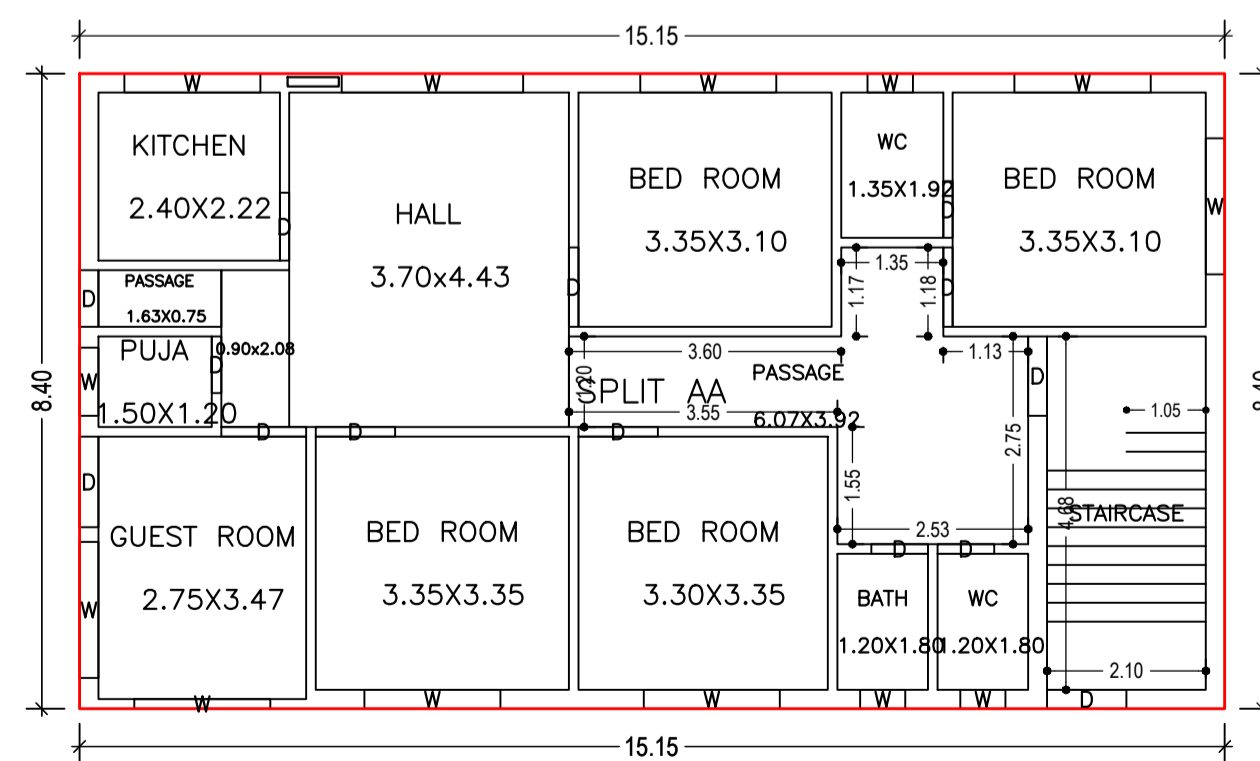 15.15
W
W
W
W
W
KITCHEN
2.40X2.22
D
HALL
3.70x4.43
BED ROOM
3.35X3.10
D
WC
1.35X1.92
D
BED ROOM
3.35X3.10
W
8.40
8.40
PASSAGE
1.63X0.75
D
1.35
1.17
1.18
D
PUJA
1.50X1.20
W
D
0.90x2.08
3.60
1.20
SPLIT AA
3.55
PASSAGE
6.07X3.92
1.13
D
1.05
D
D
D
2.75
1.55
2.53
4.68
STAIRCASE
D
GUEST ROOM
2.75X3.47
W
BED ROOM
3.35X3.35
BED ROOM
3.30X3.35
D
D
BATH
1.20X1.80
WC
1.20X1.80
2.10
W
W
W
W
W
D
15.15